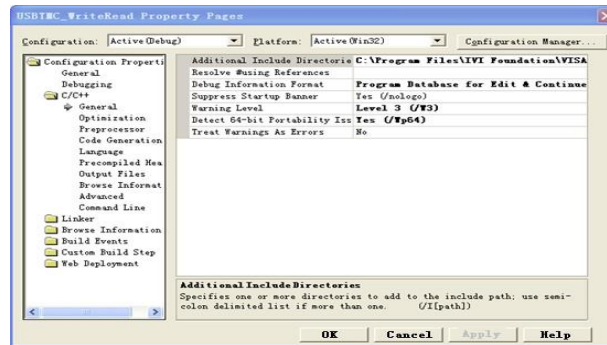 USBTMC_WriteRead Property Pages
Configuration: Active(Debug) Platform: Active(Win32) Configuration Manager...
Configuration Properti
General
Debugging
C/C++
General
Optimization
Preprocessor
Code Generation
Language
Precompiled Hea
Output Files
Browse Informat
Advanced
Command Line
Linker
Browse Information
Build Events
Custom Build Step
Web Deployment
Additional Include Directorie C:\Program Files\IVI Foundation\VISA
Resolve #using References
Debug Information Format Program Database for Edit & Continue
Suppress Startup Banner Yes (/nologo)
Warning Level Level 3 (/W3)
Detect 64-bit Portability Iss Yes (/Wp64)
Treat Warnings As Errors No
Additional Include Directories
Specifies one or more directories to add to the include path; use semi-
colon delimited list if more than one. (/I[path])
OK Cancel Apply Help